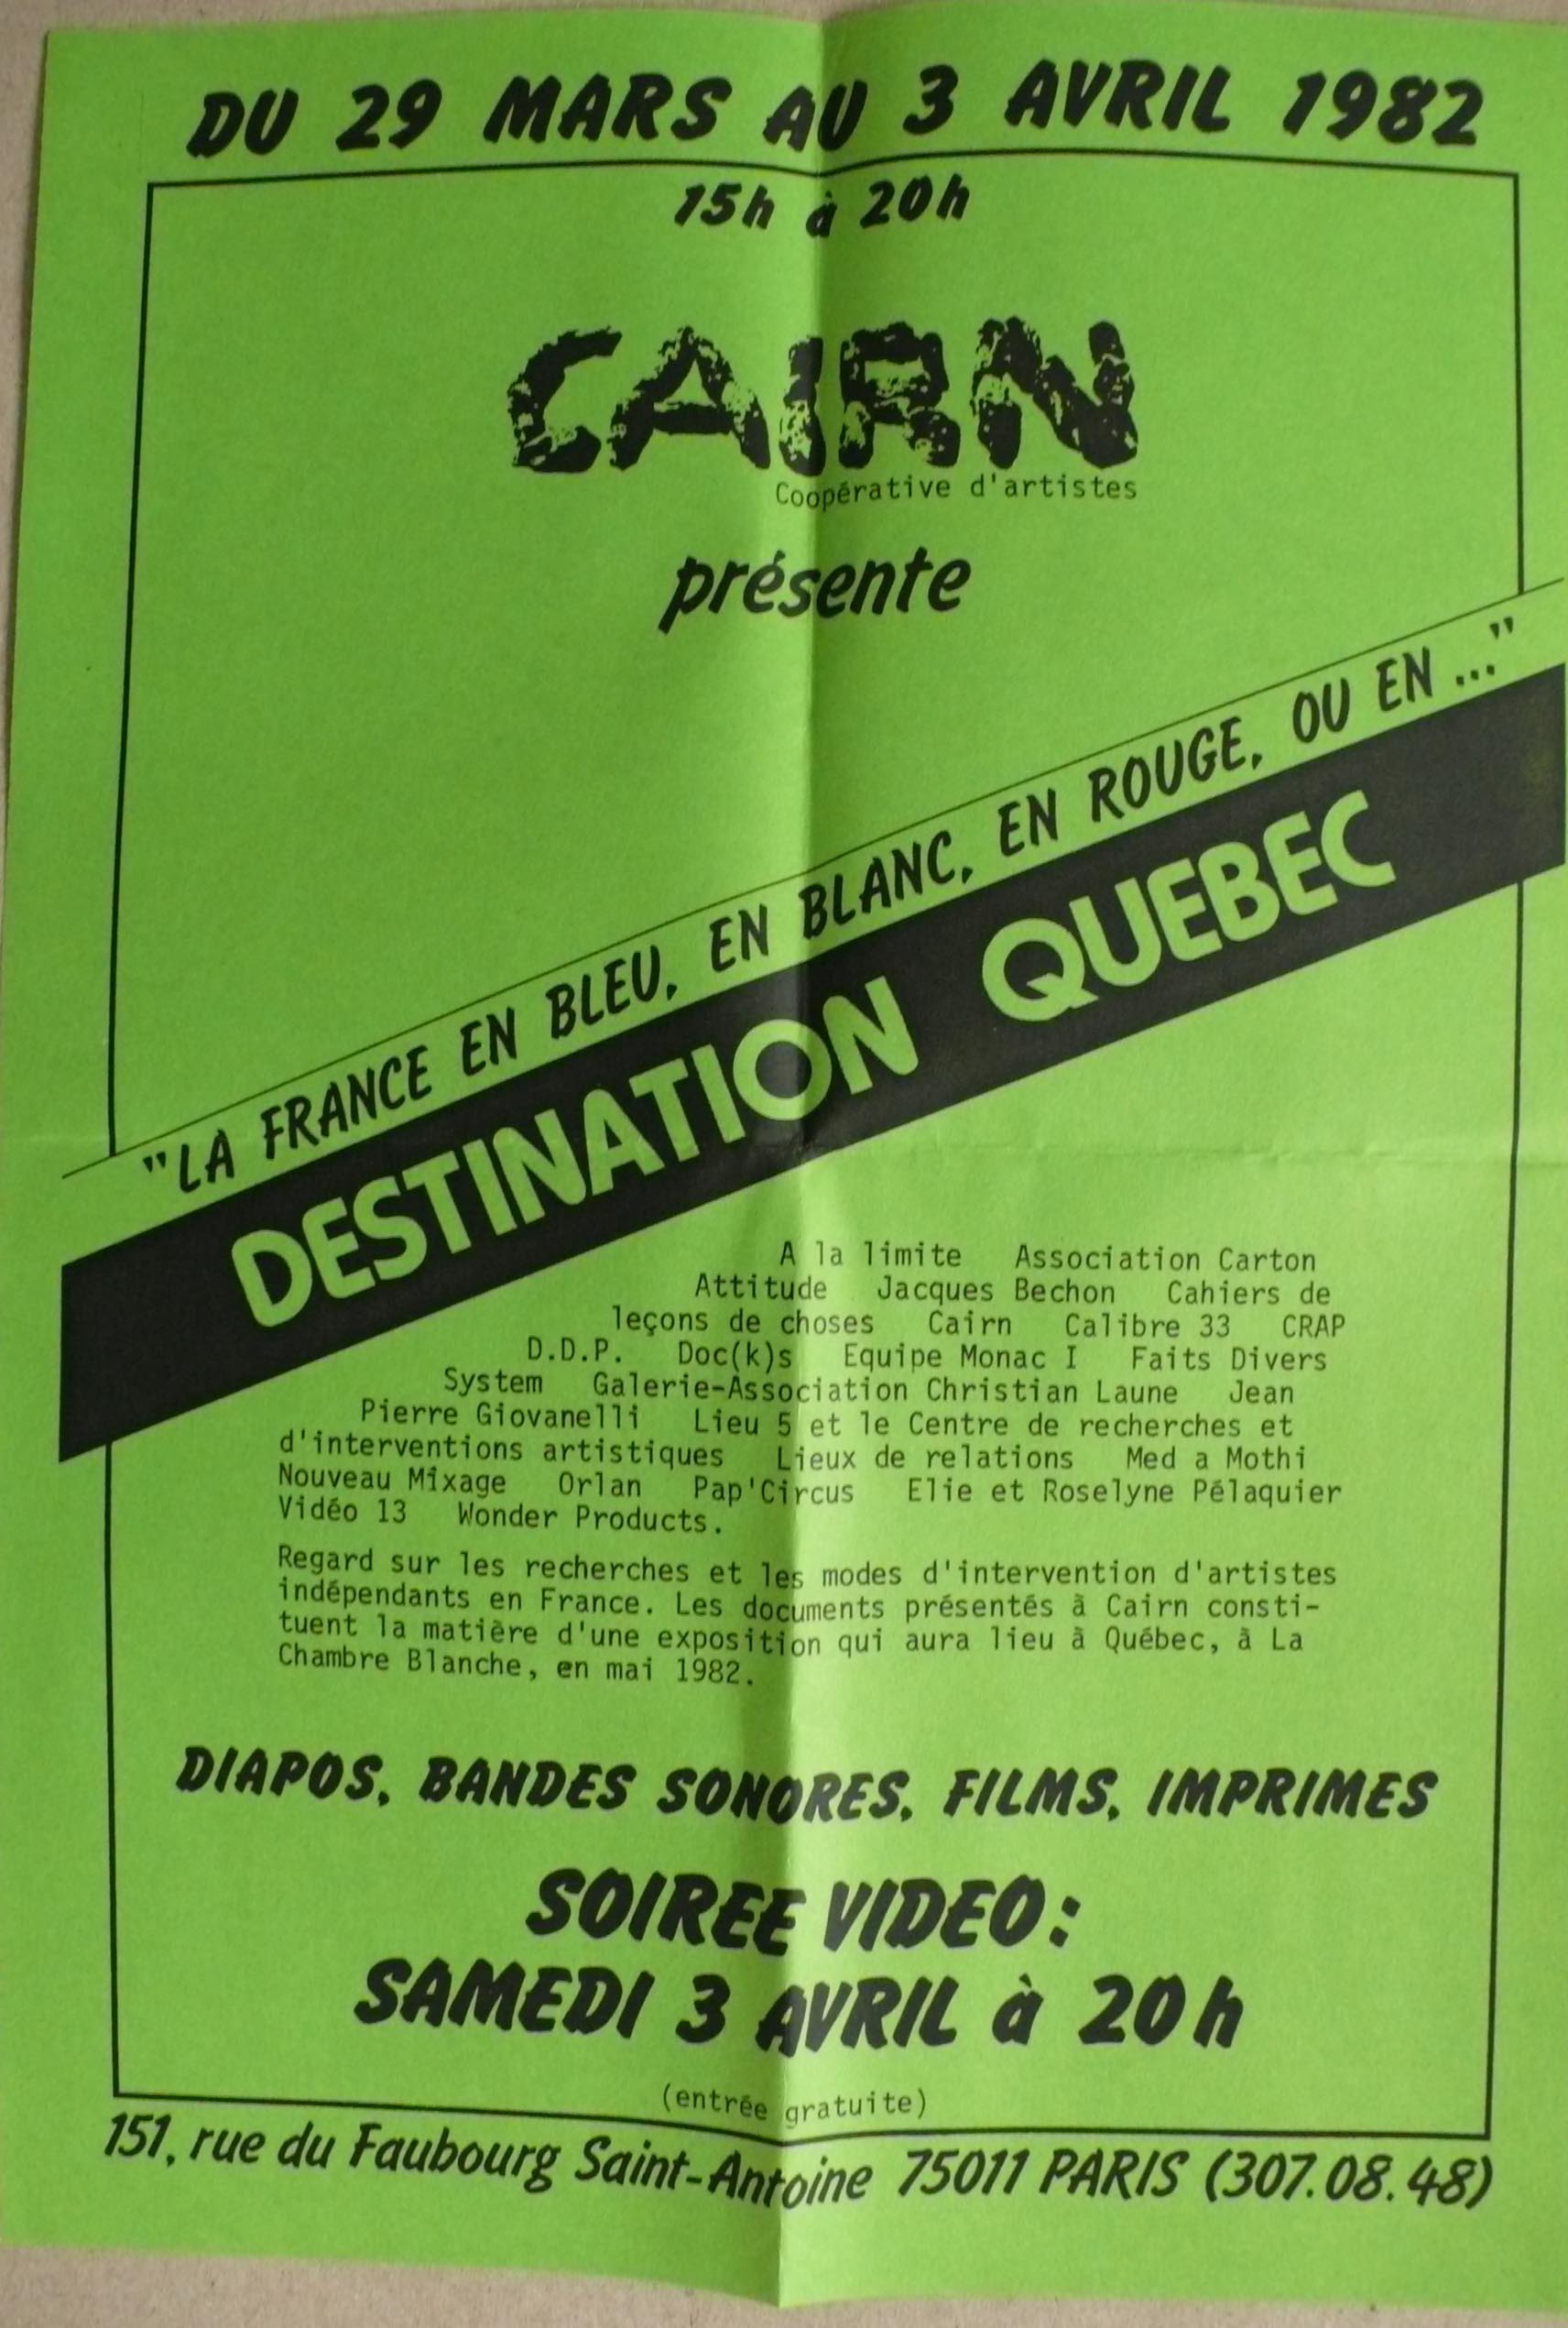 DU 29 MARS AU 3 AVRIL 1982
15h à 20h
CAIRN
Coopérative d'artistes
présente
"LA FRANCE EN BLEU, EN BLANC, EN ROUGE, OU EN ..."
DESTINATION QUEBEC
A la limite Association Carton
Attitude Jacques Bechon Cahiers de
leçons de choses Cairn Calibre 33 CRAP
D.D.P. Doc(k)s Equipe Monac I Faits Divers
System Galerie-Association Christian Laune Jean
Pierre Giovanelli Lieu 5 et le Centre de recherches et
d'interventions artistiques Lieux de relations Med a Mothi
Nouveau Mixage Orlan Pap'Circus Elie et Roselyne Pélaquier
Vidéo 13 Wonder Products.
Regard sur les recherches et les modes d'intervention d'artistes
indépendants en France. Les documents présentés à Cairn consti-
tuent la matière d'une exposition qui aura lieu à Québec, à La
Chambre Blanche, en mai 1982.
DIAPOS, BANDES SONORES, FILMS, IMPRIMES
SOIREE VIDEO:
SAMEDI 3 AVRIL à 20h
(entrée gratuite)
151, rue du Faubourg Saint-Antoine 75011 PARIS (307.08.48)